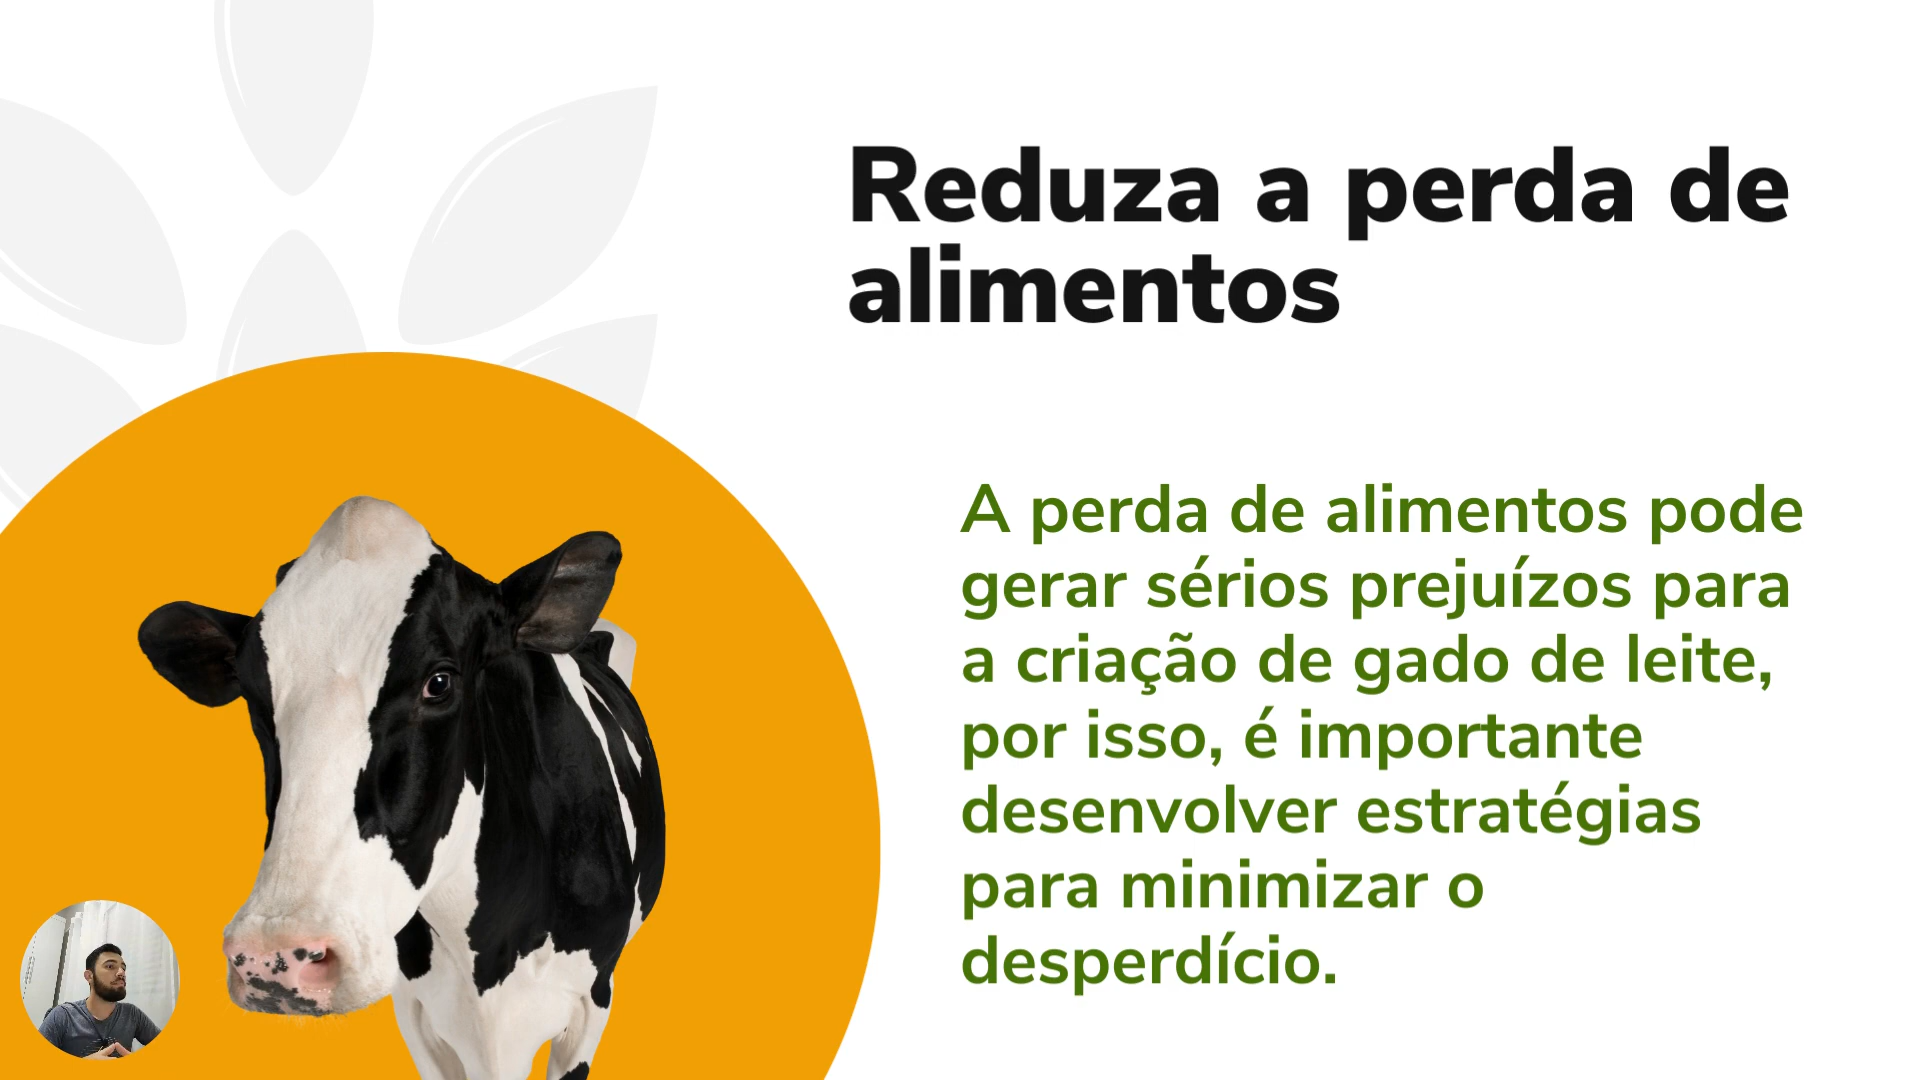 Reduza a perda de
alimentos
A perda de alimentos pode
gerar sérios prejuízos para
a criação de gado de leite,
por isso, é importante
desenvolver estratégias
para minimizar o
desperdício.